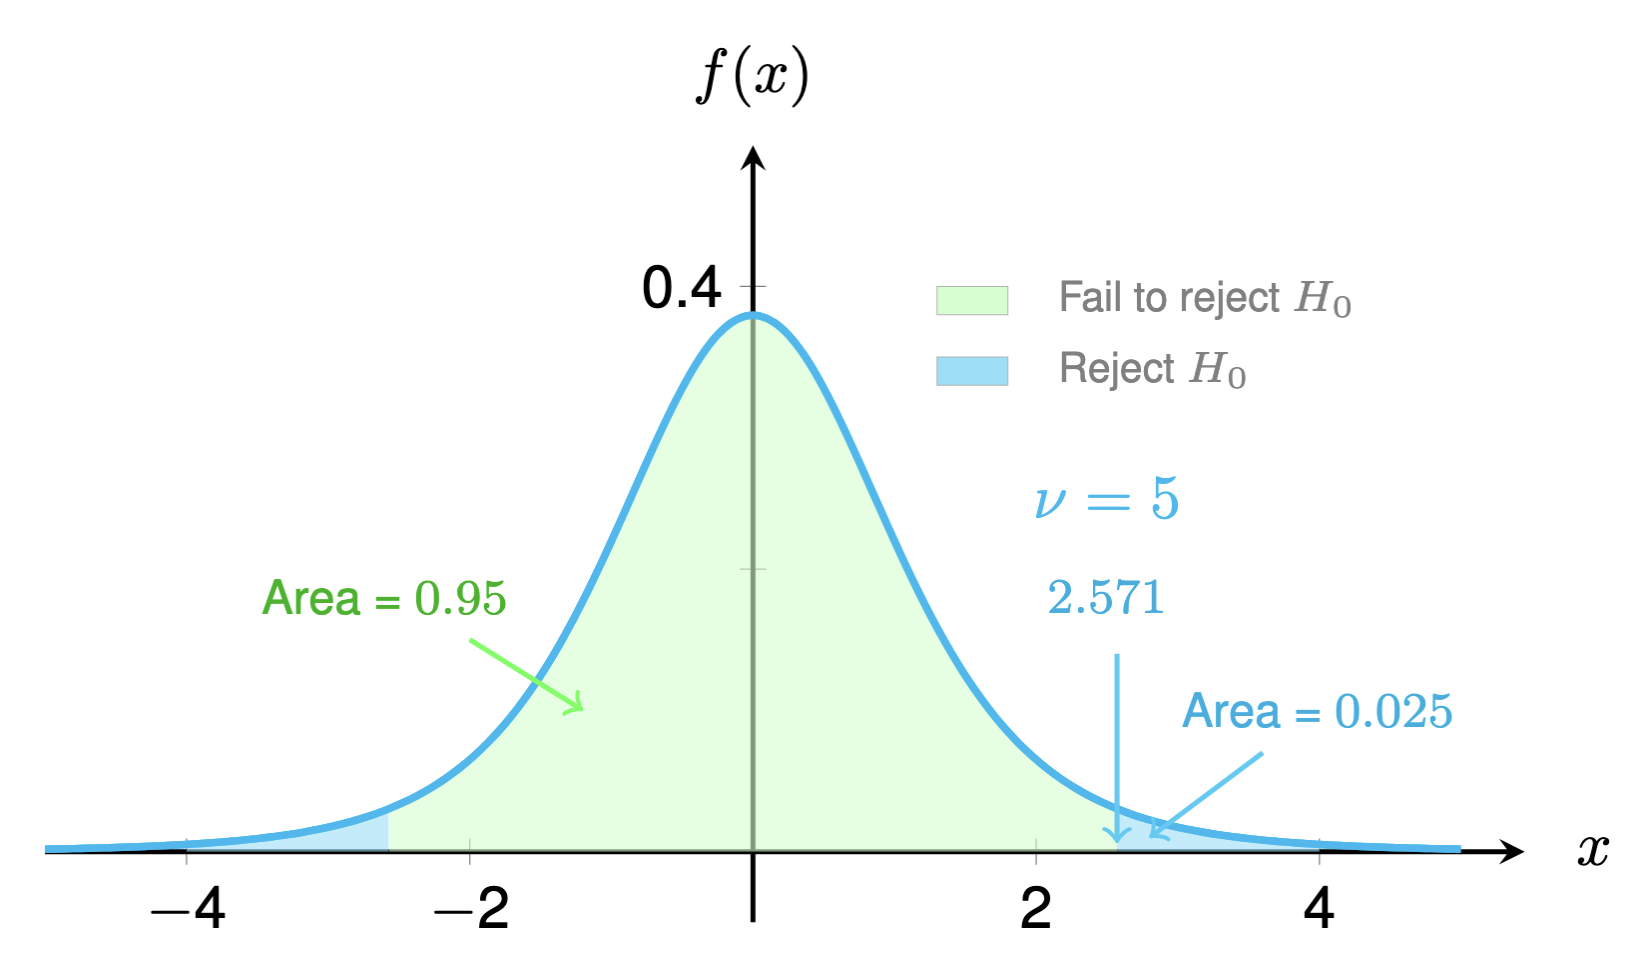 f(x)
0.4
Fail to reject H₀
Reject H₀
ν = 5
Area = 0.95
2.571
Area = 0.025
x
−4 −2 2 4